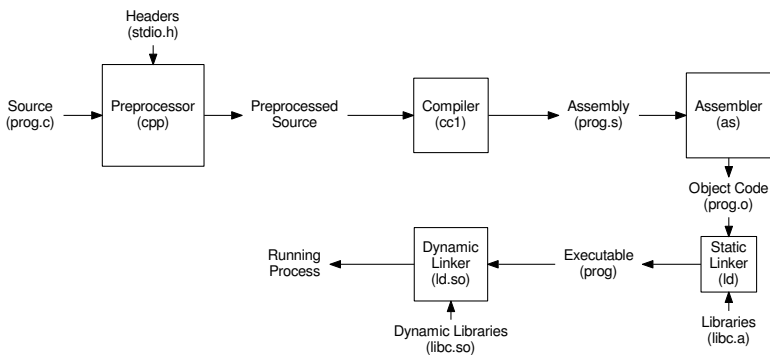 Headers
(stdio.h)
Source
(prog.c)
Preprocessor
(cpp)
Preprocessed
Source
Compiler
(cc1)
Assembly
(prog.s)
Assembler
(as)
Object Code
(prog.o)
Static
Linker
(ld)
Libraries
(libc.a)
Executable
(prog)
Dynamic
Linker
(ld.so)
Dynamic Libraries
(libc.so)
Running
Process